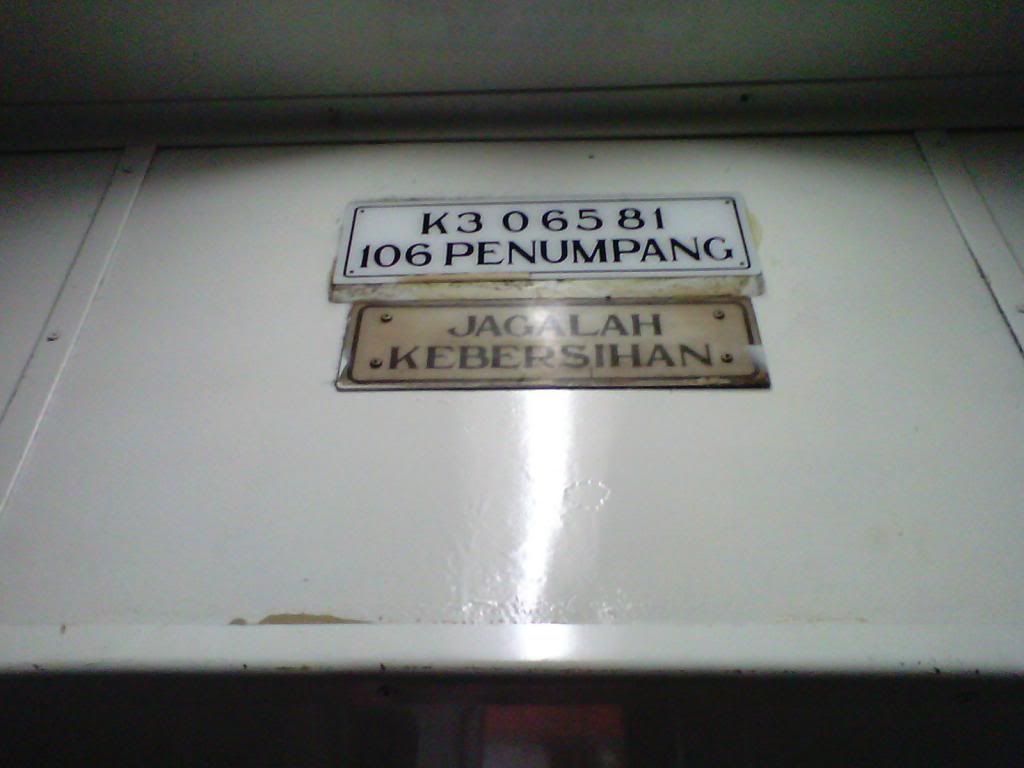 K3 0 65 81
106 PENUMPANG
JAGALAH
KEBERSIHAN